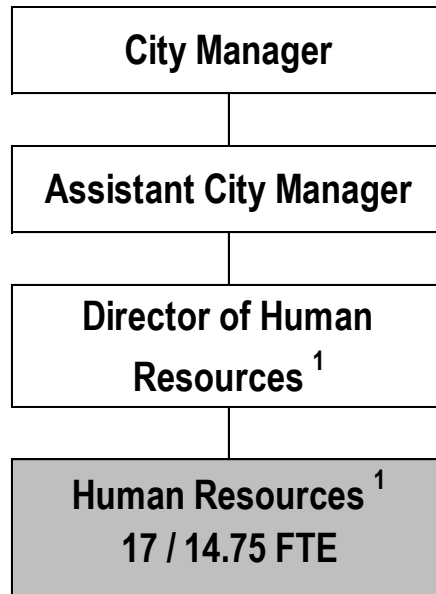 City Manager
Assistant City Manager
Director of Human
Resources 1
Human Resources 1
17 / 14.75 FTE